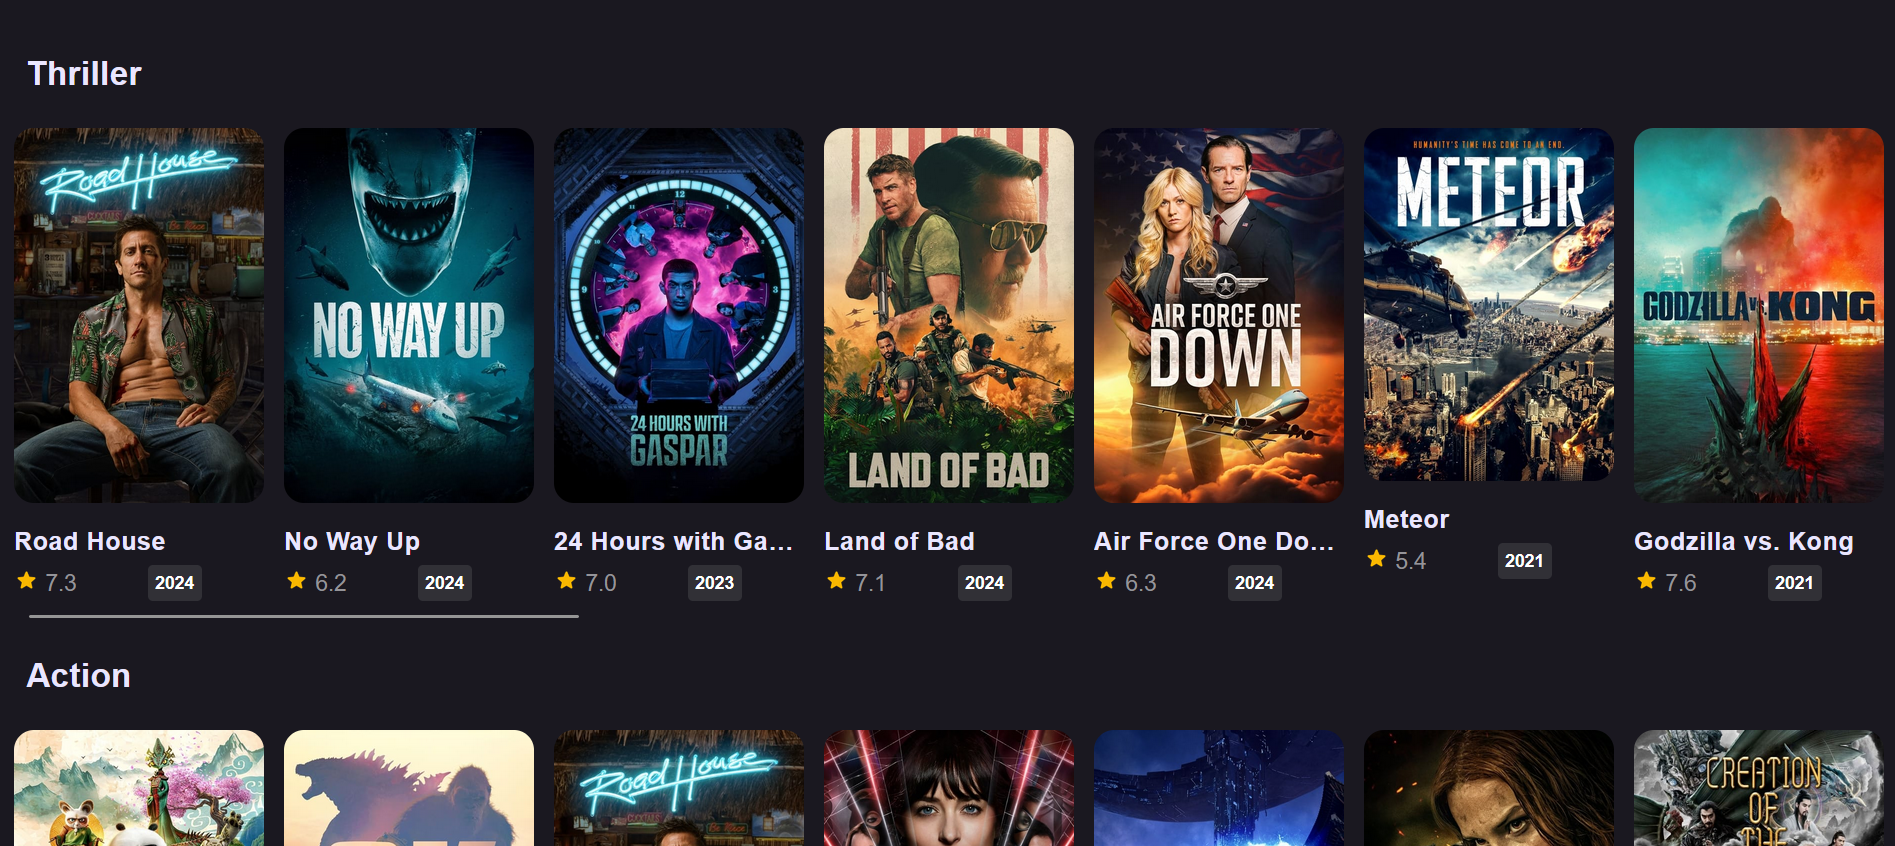 Thriller
Road House
NO WAY UP
24 HOURS WITH
GASPAR
LAND OF BAD
AIR FORCE ONE
DOWN
HUMANITY'S TIME HAS COME TO AN END.
METEOR
GODZILLA vs. KONG
Road House
7.3
2024
No Way Up
6.2
2024
24 Hours with Ga...
7.0
2023
Land of Bad
7.1
2024
Air Force One Do...
6.3
2024
Meteor
5.4
2021
Godzilla vs. Kong
7.6
2021
Action
Road House
CREATION
OF
THE